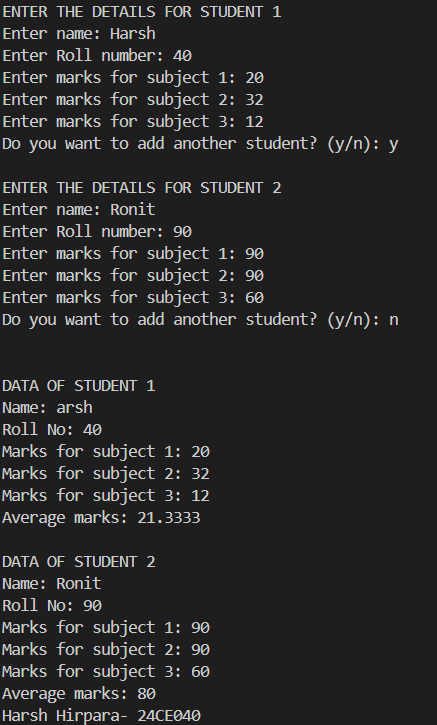 ENTER THE DETAILS FOR STUDENT 1
Enter name: Harsh
Enter Roll number: 40
Enter marks for subject 1: 20
Enter marks for subject 2: 32
Enter marks for subject 3: 12
Do you want to add another student? (y/n): y
ENTER THE DETAILS FOR STUDENT 2
Enter name: Ronit
Enter Roll number: 90
Enter marks for subject 1: 90
Enter marks for subject 2: 90
Enter marks for subject 3: 60
Do you want to add another student? (y/n): n
DATA OF STUDENT 1
Name: arsh
Roll No: 40
Marks for subject 1: 20
Marks for subject 2: 32
Marks for subject 3: 12
Average marks: 21.3333
DATA OF STUDENT 2
Name: Ronit
Roll No: 90
Marks for subject 1: 90
Marks for subject 2: 90
Marks for subject 3: 60
Average marks: 80
Harsh Hirpara- 24CE040